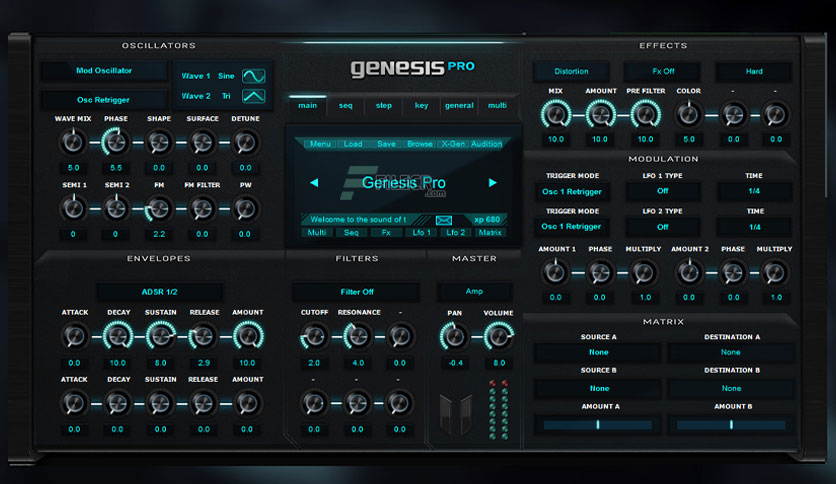 OSCILLATORS
Mod Oscillator
Wave 1 Sine
Osc Retrigger
Wave 2 Tri
WAVE MIX PHASE SHAPE SURFACE DETUNE
5.0 5.5 0.0 0.0 0.0
SEMI 1 SEMI 2 FM FM FILTER PW
0 0 2.2 0.0 0.0
genesis PRO
main seq step key general multi
Menu Load Save Browse X-Gen Audition
Genesis Pro
.com
Welcome to the sound of t xp 680
Multi Seq Fx Lfo 1 Lfo 2 Matrix
EFFECTS
Distortion Fx Off Hard
MIX AMOUNT PRE FILTER COLOR - -
10.0 10.0 10.0 5.0 0.0 0.0
MODULATION
TRIGGER MODE LFO 1 TYPE TIME
Osc 1 Retrigger Off 1/4
TRIGGER MODE LFO 2 TYPE TIME
Osc 1 Retrigger Off 1/4
AMOUNT 1 PHASE MULTIPLY AMOUNT 2 PHASE MULTIPLY
0.0 0.0 1.0 0.0 0.0 1.0
ENVELOPES
ADSR 1/2
ATTACK DECAY SUSTAIN RELEASE AMOUNT
0.0 10.0 8.0 2.9 10.0
ATTACK DECAY SUSTAIN RELEASE AMOUNT
0.0 0.0 0.0 0.0 0.0
FILTERS
Filter Off
CUTOFF RESONANCE -
2.0 4.0 0.0
- - -
0.0 0.0 0.0
MASTER
Amp
PAN VOLUME
-0.4 8.0
MATRIX
SOURCE A DESTINATION A
None None
SOURCE B DESTINATION B
None None
AMOUNT A AMOUNT B